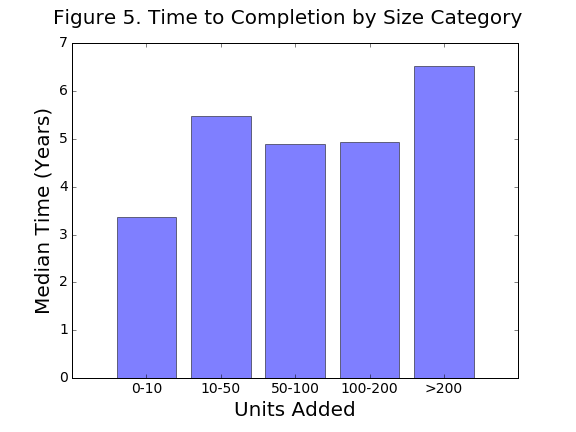 Figure 5. Time to Completion by Size Category
7
6
5
4
3
2
1
0
Median Time (Years)
0-10 10-50 50-100 100-200 >200
Units Added